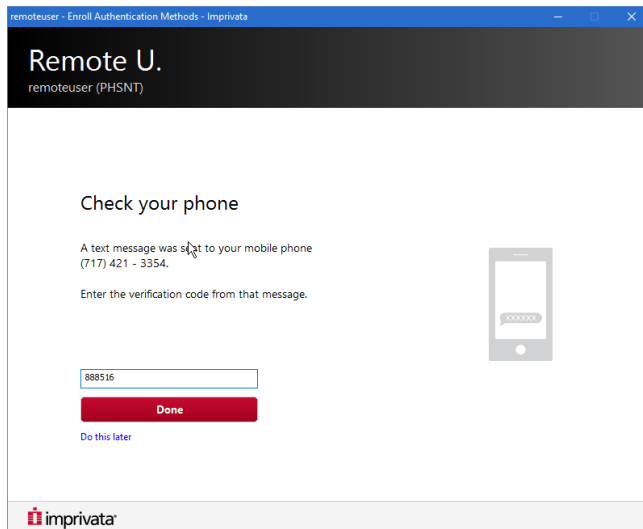 remoteuser - Enroll Authentication Methods - Imprivata
Remote U.
remoteuser (PHSNT)
Check your phone
A text message was sent to your mobile phone
(717) 421 - 3354.
Enter the verification code from that message.
XXXXXX
888516
Done
Do this later
imprivata